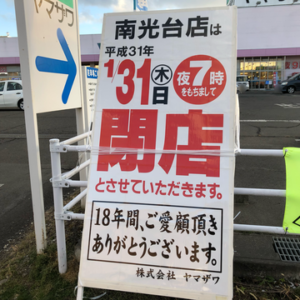 ヤマザワ
南光台店は
平成31年
1/31日(木)夜7時
をもちまして
閉店
とさせていただきます。
18年間、ご愛顧頂き
ありがとうございます。
株式会社 ヤマザワ